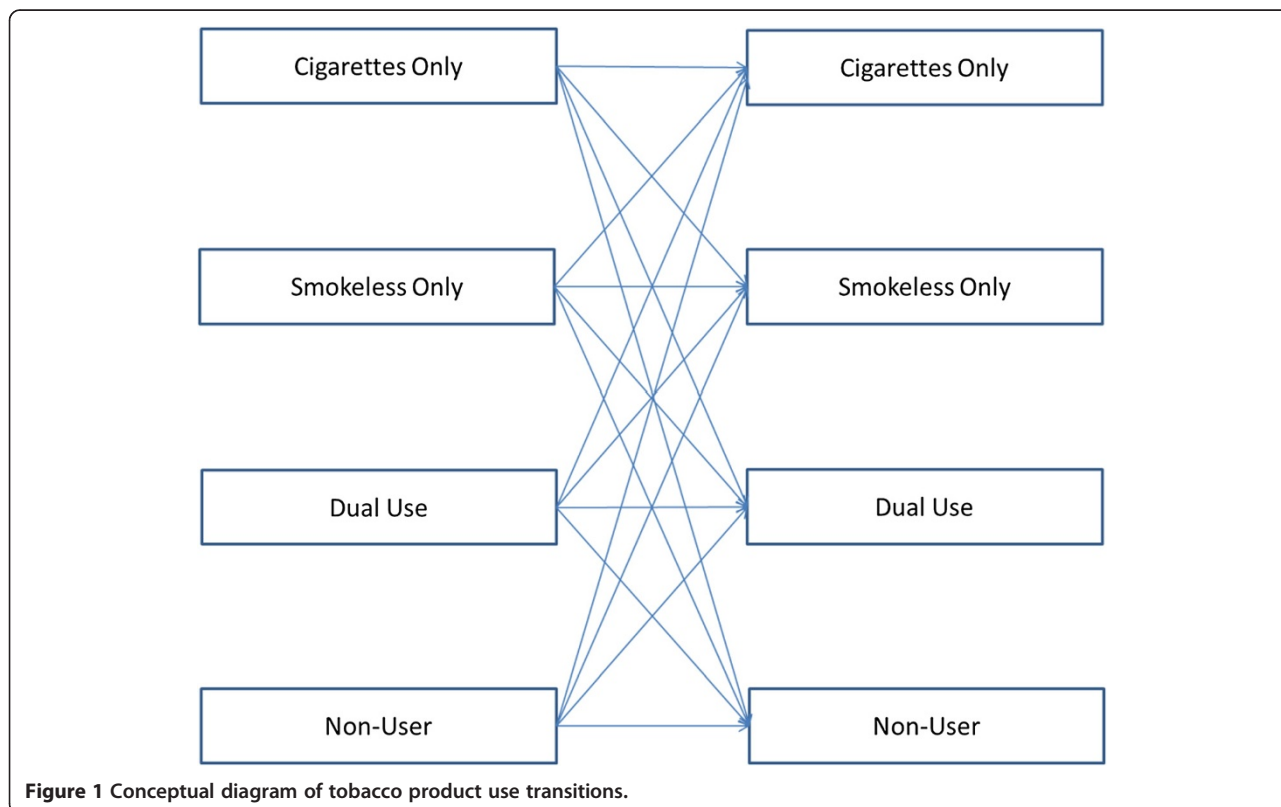 Cigarettes Only
Cigarettes Only
Smokeless Only
Smokeless Only
Dual Use
Dual Use
Non-User
Non-User
Figure 1 Conceptual diagram of tobacco product use transitions.